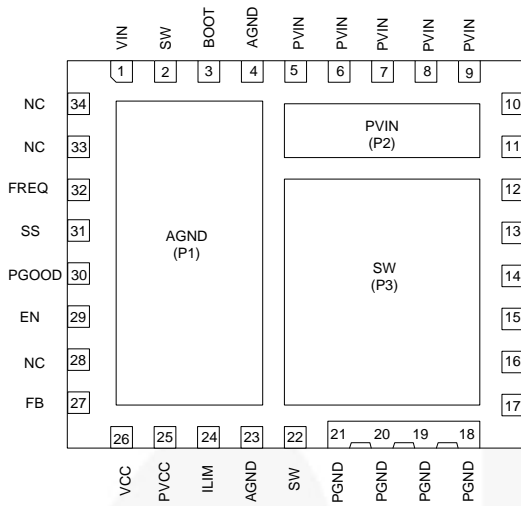 VIN SW BOOT AGND PVIN PVIN PVIN PVIN PVIN
1 2 3 4 5 6 7 8 9
NC 34
NC 33
FREQ 32
SS 31
PGOOD 30
EN 29
NC 28
FB 27
AGND
(P1)
PVIN
(P2)
SW
(P3)
10
11
12
13
14
15
16
17
26 25 24 23 22 21 20 19 18
VCC PVCC ILIM AGND SW PGND PGND PGND PGND